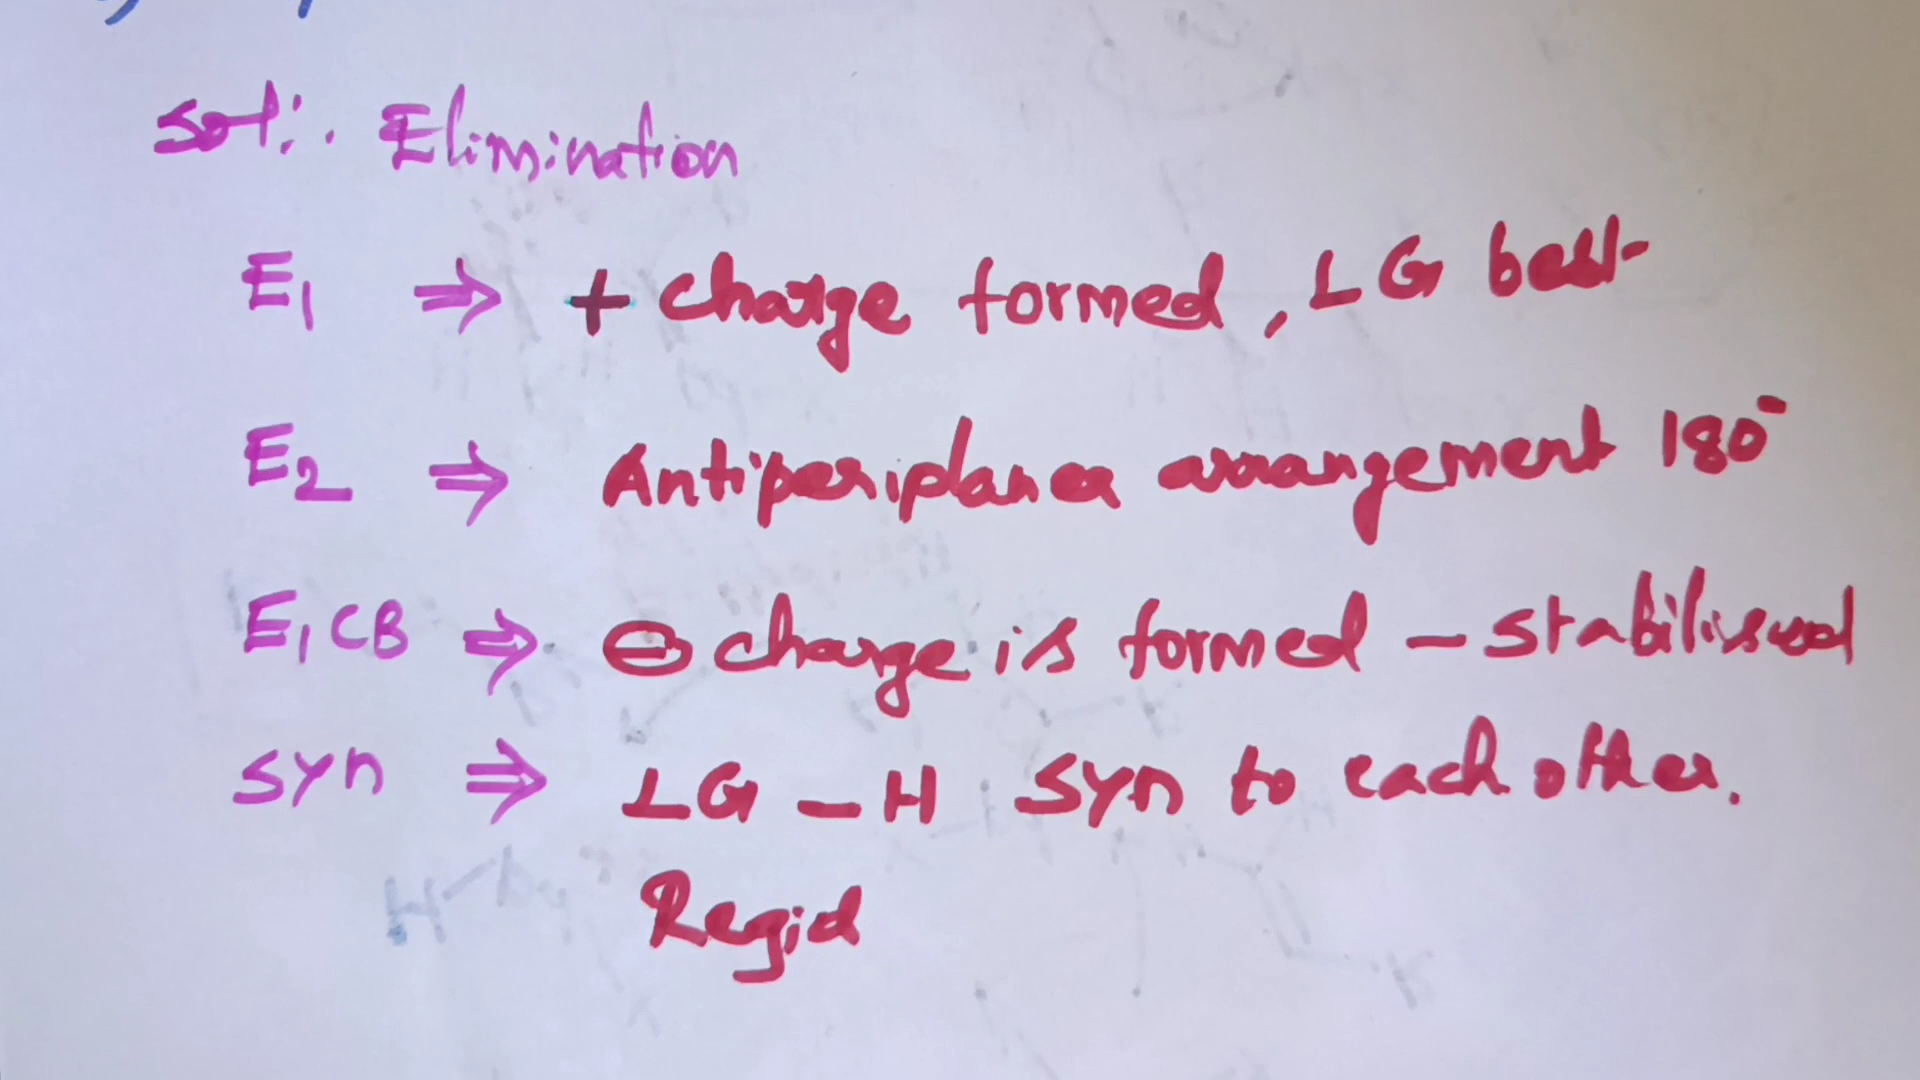 Sol:. Elimination
E1 ⇒ + charge formed, LG best
E2 ⇒ Antiperiplanar arrangement 180°
E1CB ⇒ ⊖ charge is formed - stabilised
syn ⇒ LG - H syn to each other.
Regid